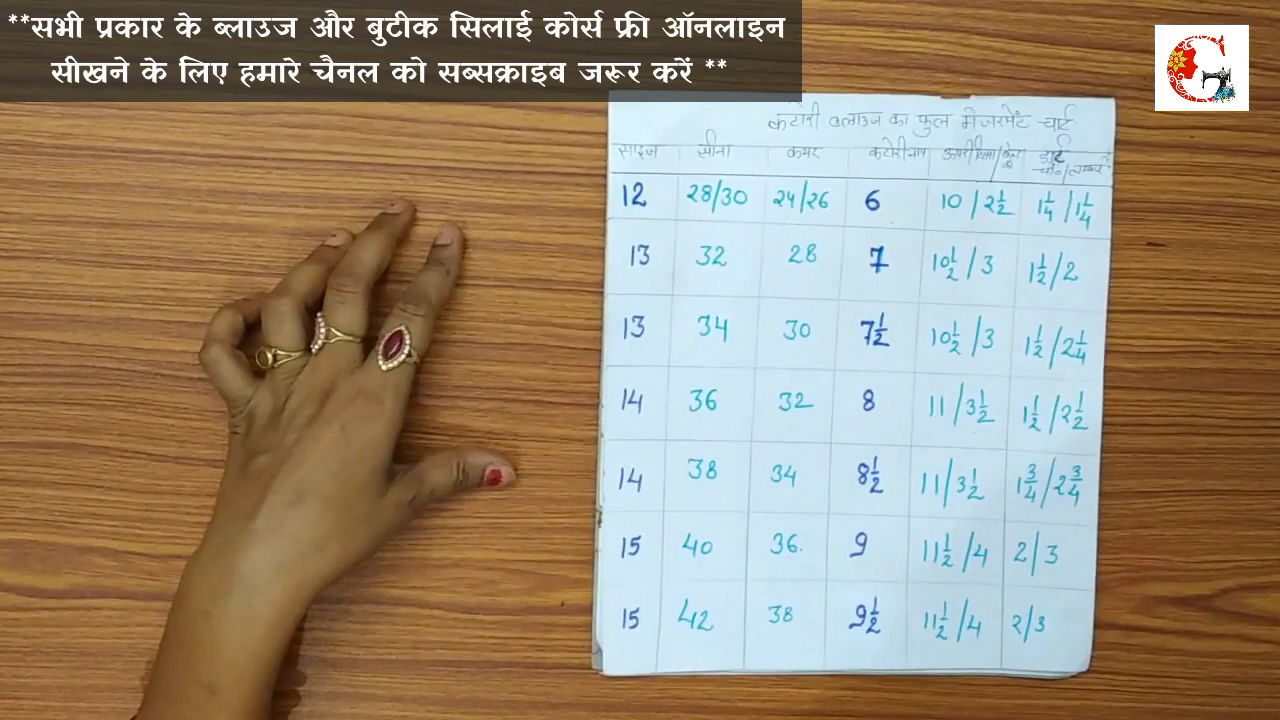 **सभी प्रकार के ब्लाउज और बुटीक सिलाई कोर्स फ्री ऑनलाइन
सीखने के लिए हमारे चैनल को सब्सक्राइब जरूर करें **
कटोरी ब्लाउज का फुल मेजरमेंट चार्ट
साइज सीना कमर कटोरी नाप डार्ट
12 28/30 24/26 6 10/2½ 1¼/1¼
13 32 28 7 10½/3 1½/2
13 34 30 7½ 10½/3 1½/2¼
14 36 32 8 11/3½ 1½/2½
14 38 34 8½ 11/3½ 1¾/2¾
15 40 36. 9 11½/4 2/3
15 42 38 9½ 11½/4 2/3